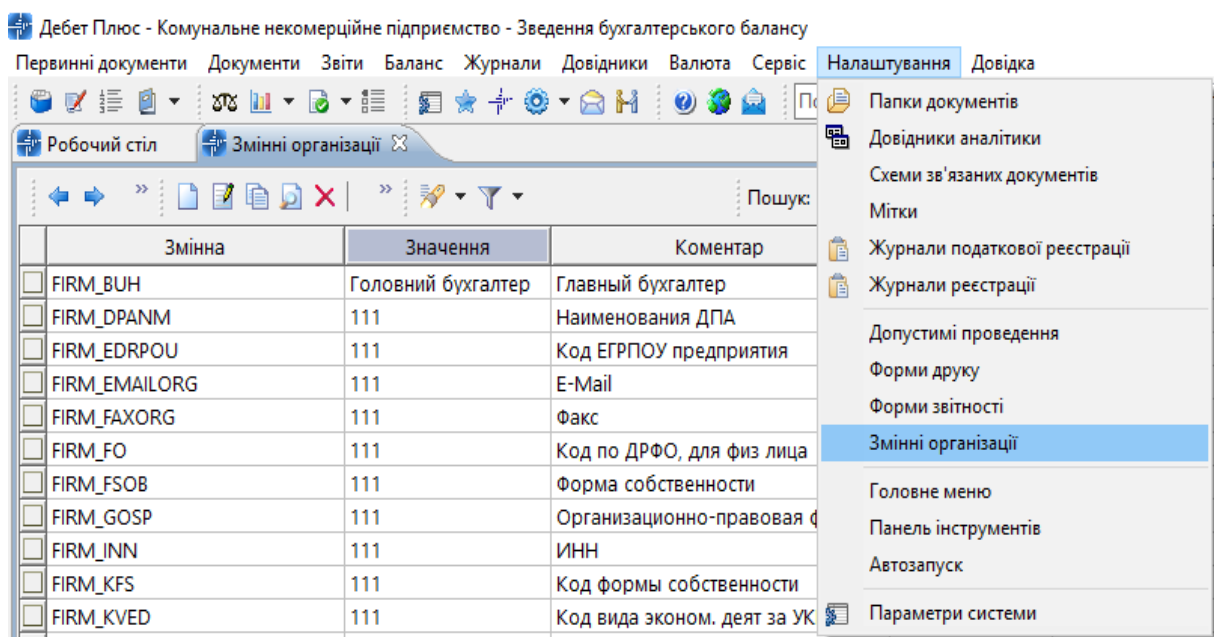 Дебет Плюс - Комунальне некомерційне підприємство - Зведення бухгалтерського балансу
Первинні документи Документи Звіти Баланс Журнали Довідники Валюта Сервіс Налаштування Довідка
Робочий стіл Змінні організації
Пошук:
Змінна Значення Коментар
FIRM_BUH Головний бухгалтер Главный бухгалтер
FIRM_DPANM 111 Наименования ДПА
FIRM_EDRPOU 111 Код ЕГРПОУ предприятия
FIRM_EMAILORG 111 E-Mail
FIRM_FAXORG 111 Факс
FIRM_FO 111 Код по ДРФО, для физ лица
FIRM_FSOB 111 Форма собственности
FIRM_GOSP 111 Организационно-правовая
FIRM_INN 111 ИНН
FIRM_KFS 111 Код формы собственности
FIRM_KVED 111 Код вида эконом. деят за УК
Папки документів
Довідники аналітики
Схеми зв'язаних документів
Мітки
Журнали податкової реєстрації
Журнали реєстрації
Допустимі проведення
Форми друку
Форми звітності
Змінні організації
Головне меню
Панель інструментів
Автозапуск
Параметри системи